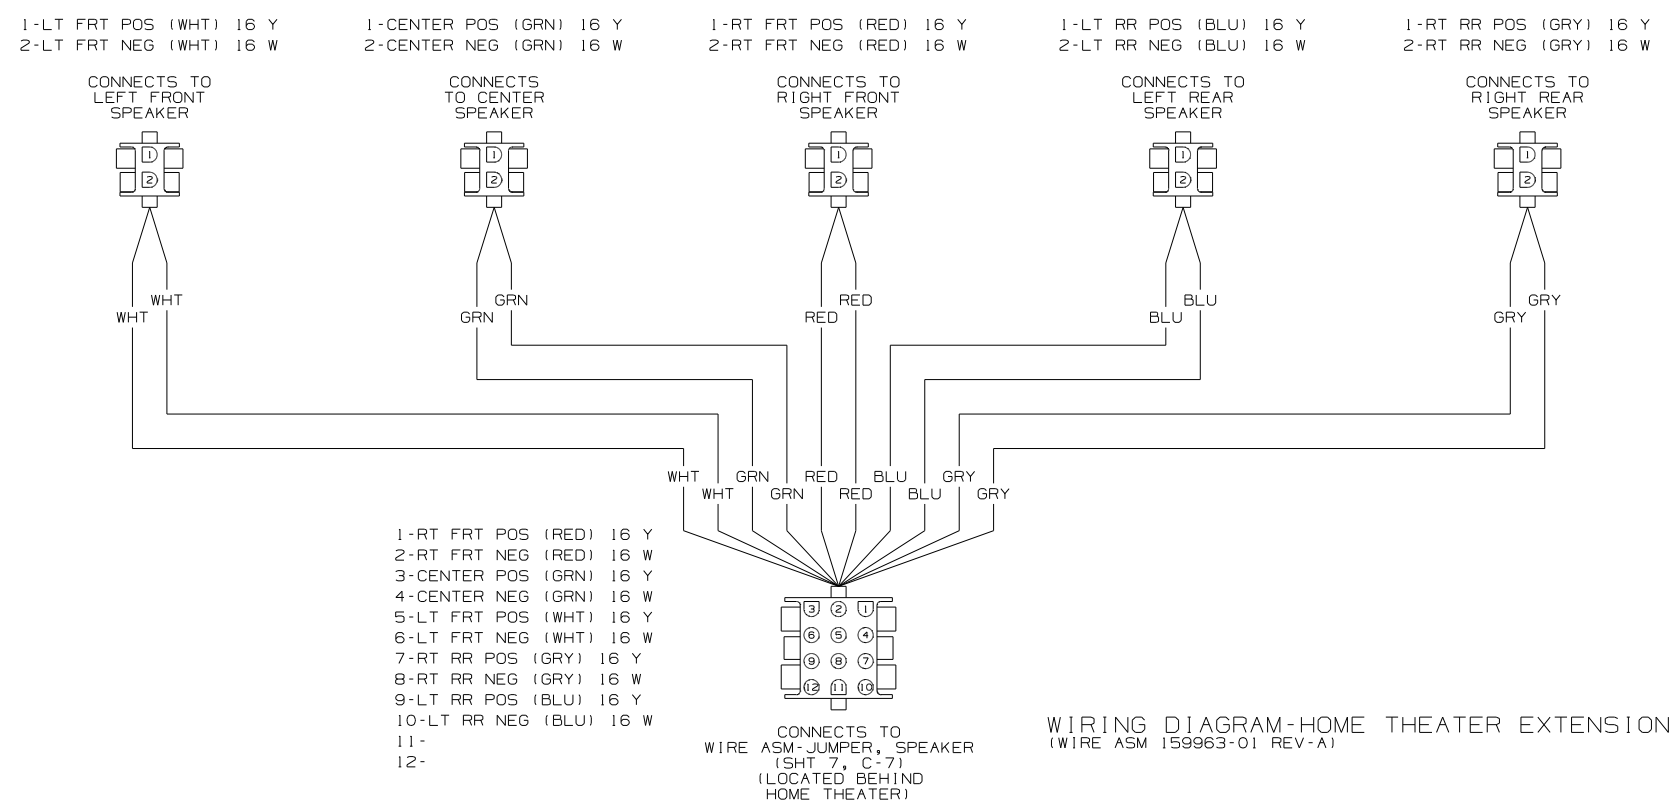 1-LT FRT POS (WHT) 16 Y
2-LT FRT NEG (WHT) 16 W
1-CENTER POS (GRN) 16 Y
2-CENTER NEG (GRN) 16 W
1-RT FRT POS (RED) 16 Y
2-RT FRT NEG (RED) 16 W
1-LT RR POS (BLU) 16 Y
2-LT RR NEG (BLU) 16 W
1-RT RR POS (GRY) 16 Y
2-RT RR NEG (GRY) 16 W
CONNECTS TO
LEFT FRONT
SPEAKER
CONNECTS
TO CENTER
SPEAKER
CONNECTS TO
RIGHT FRONT
SPEAKER
CONNECTS TO
LEFT REAR
SPEAKER
CONNECTS TO
RIGHT REAR
SPEAKER
1
2
1
2
1
2
1
2
1
2
WHT
WHT
GRN
GRN
RED
RED
BLU
BLU
GRY
GRY
WHT
WHT
GRN
GRN
RED
RED
BLU
BLU
GRY
GRY
1-RT FRT POS (RED) 16 Y
2-RT FRT NEG (RED) 16 W
3-CENTER POS (GRN) 16 Y
4-CENTER NEG (GRN) 16 W
5-LT FRT POS (WHT) 16 Y
6-LT FRT NEG (WHT) 16 W
7-RT RR POS (GRY) 16 Y
8-RT RR NEG (GRY) 16 W
9-LT RR POS (BLU) 16 Y
10-LT RR NEG (BLU) 16 W
11-
12-
3 2 1
6 5 4
9 8 7
12 11 10
CONNECTS TO
WIRE ASM-JUMPER, SPEAKER
(SHT 7, C-7)
(LOCATED BEHIND
HOME THEATER)
WIRING DIAGRAM-HOME THEATER EXTENSION
(WIRE ASM 159963-01 REV-A)